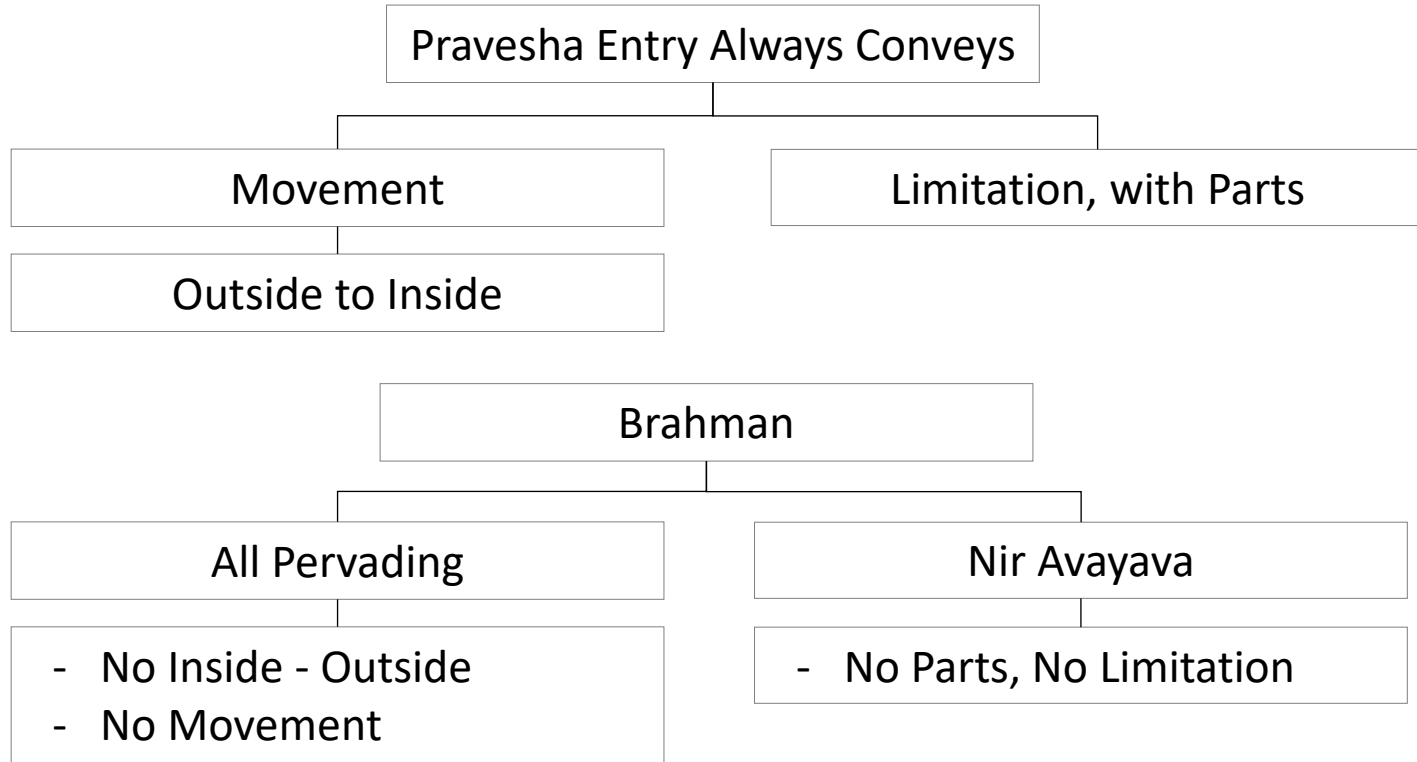 Pravesha Entry Always Conveys
Movement
Limitation, with Parts
Outside to Inside
Brahman
All Pervading
Nir Avayava
- No Inside - Outside
- No Movement
- No Parts, No Limitation